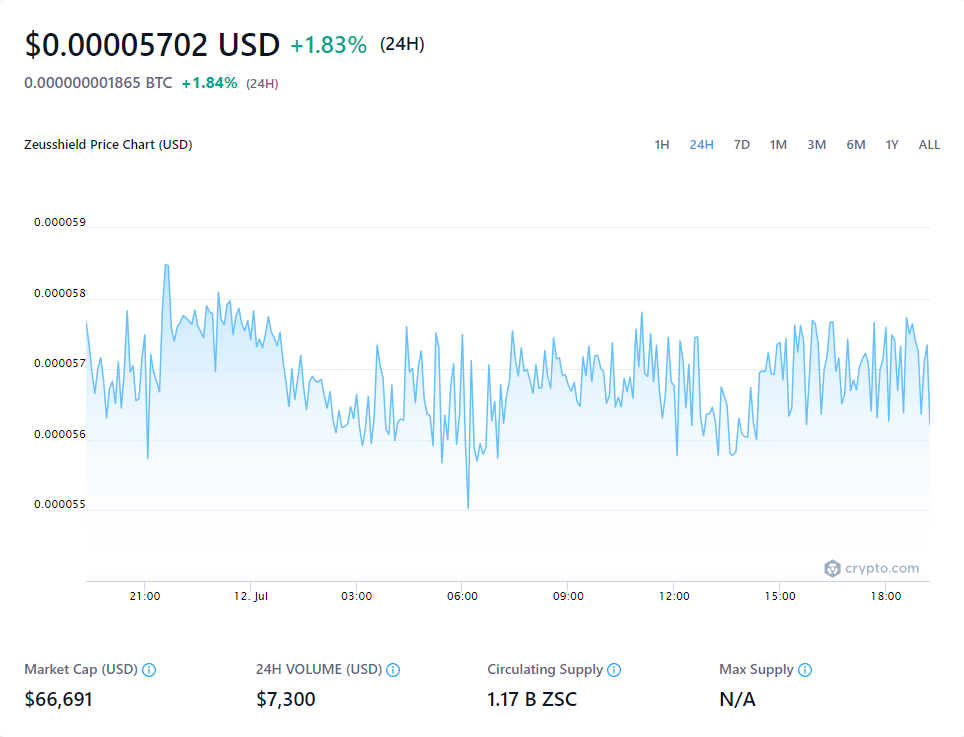 $0.00005702 USD +1.83% (24H)
0.000000001865 BTC +1.84% (24H)
Zeusshield Price Chart (USD) 1H 24H 7D 1M 3M 6M 1Y ALL
0.000059
0.000058
0.000057
0.000056
0.000055
crypto.com
21:00 12. Jul 03:00 06:00 09:00 12:00 15:00 18:00
Market Cap (USD) 24H VOLUME (USD) Circulating Supply Max Supply
$66,691 $7,300 1.17 B ZSC N/A